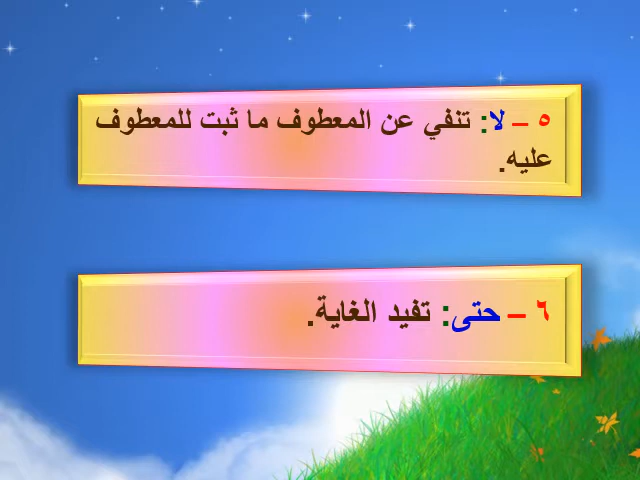 ٥ – لا: تنفي عن المعطوف ما ثبت للمعطوف
عليه.
٦ – حتى: تفيد الغاية.